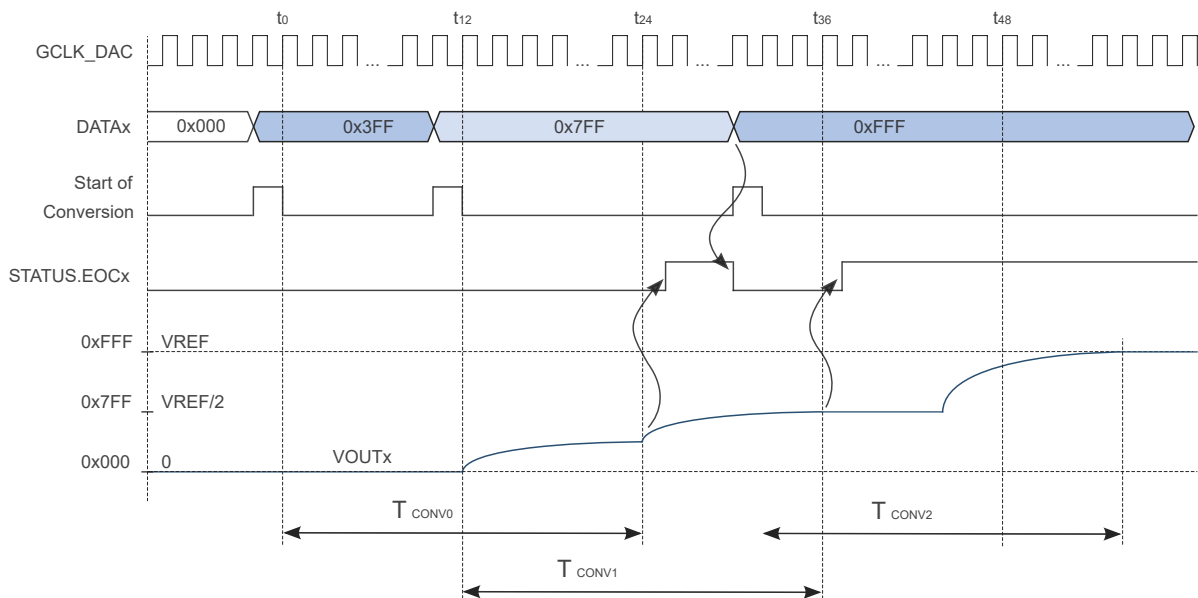 t0 t12 t24 t36 t48
GCLK_DAC ... ... ... ... ...
DATAx 0x000 0x3FF 0x7FF 0xFFF
Start of
Conversion
STATUS.EOCx
0xFFF VREF
0x7FF VREF/2
0x000 0 VOUTx
T CONV0 T CONV2
T CONV1